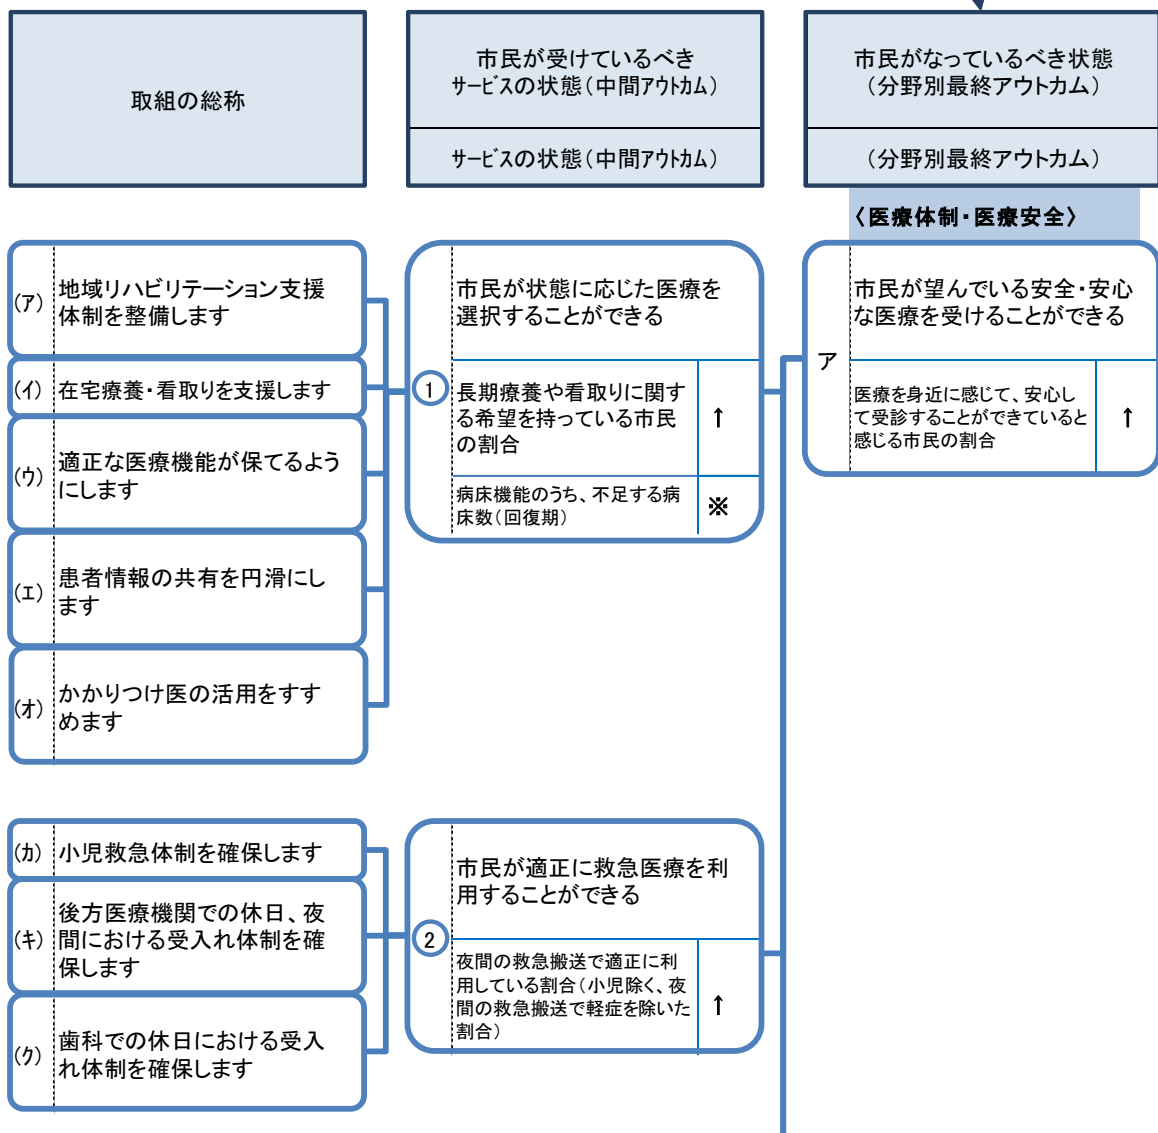 取組の総称
市民が受けているべき
サービスの状態(中間アウトカム)
サービスの状態(中間アウトカム)
市民がなっているべき状態
(分野別最終アウトカム)
(分野別最終アウトカム)
〈医療体制・医療安全〉
(ア)
地域リハビリテーション支援
体制を整備します
(イ)
在宅療養・看取りを支援します
(ウ)
適正な医療機能が保てるよう
にします
(エ)
患者情報の共有を円滑にし
ます
(オ)
かかりつけ医の活用をすす
めます
①
市民が状態に応じた医療を
選択することができる
長期療養や看取りに関す
る希望を持っている市民
の割合
↑
病床機能のうち、不足する病
床数(回復期)
※
ア
市民が望んでいる安全・安心
な医療を受けることができる
医療を身近に感じて、安心し
て受診することができていると
感じる市民の割合
↑
(カ)
小児救急体制を確保します
(キ)
後方医療機関での休日、夜
間における受入れ体制を確
保します
(ク)
歯科での休日における受入
れ体制を確保します
②
市民が適正に救急医療を利
用することができる
夜間の救急搬送で適正に利
用している割合(小児除く、夜
間の救急搬送で軽症を除いた
割合)
↑